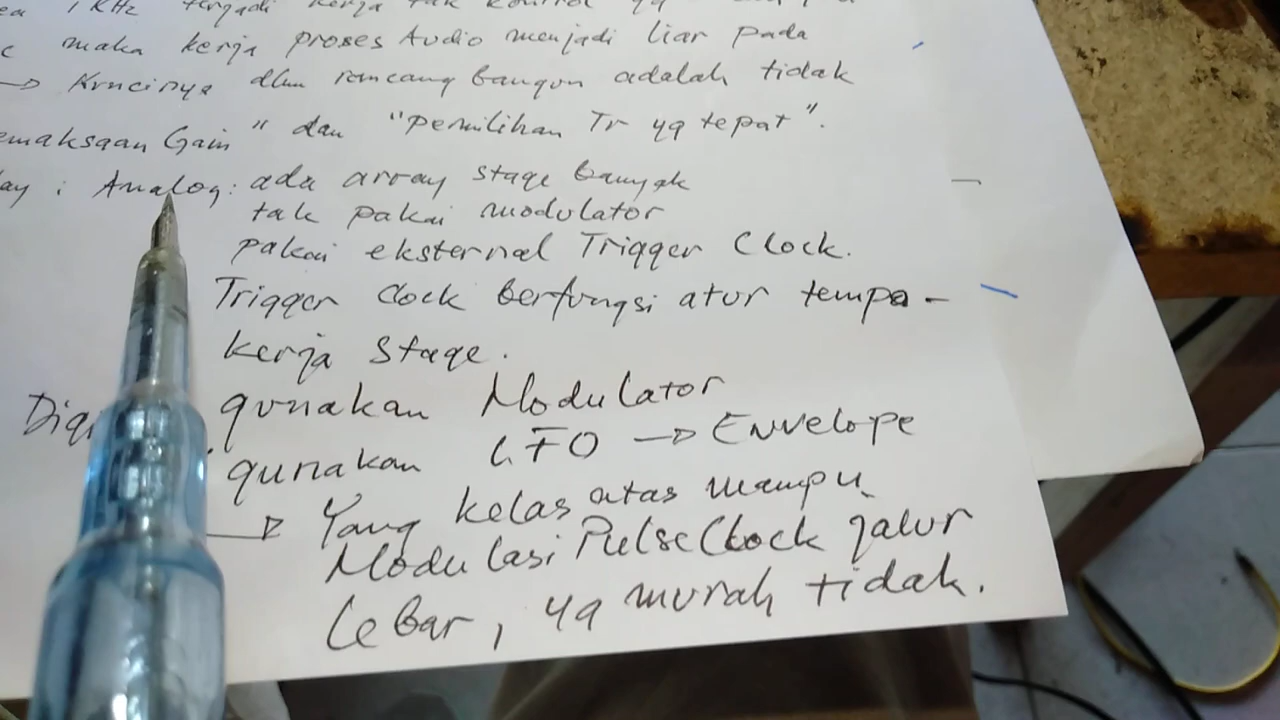 1 KHz terjadi kerja tak kontrol yg
c maka kerja proses Audio menjadi liar pada
→ Kuncinya dlm rancang bangun adalah tidak
emaksaan Gain" dan "pemilihan Tr yg tepat".
lay : Analog : ada array stage banyak
tak pakai modulator
pakai eksternal Trigger Clock.
Trigger Clock berfungsi atur tempo -
kerja stage.
gunakan Modulator
gunakan LFO → Envelope
→ Yang kelas atas mampu
Modulasi Pulse Clock jalur
lebar, yg murah tidak.